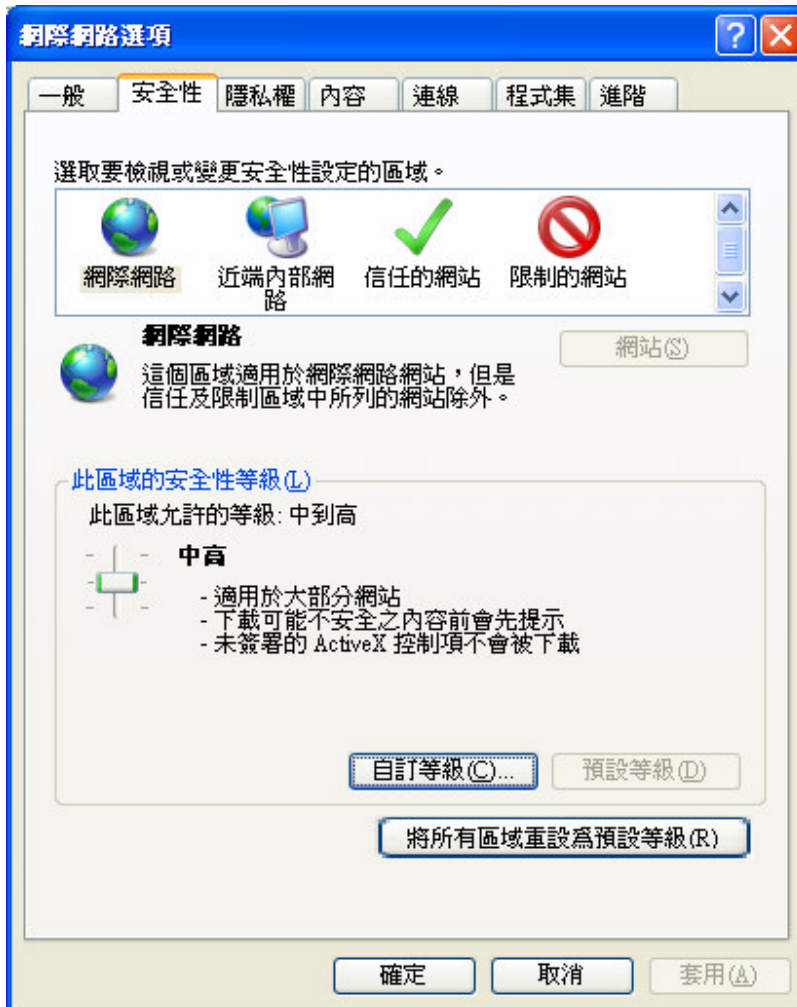 網際網路選項
一般 安全性 隱私權 內容 連線 程式集 進階
選取要檢視或變更安全性設定的區域。
網際網路 近端內部網路 信任的網站 限制的網站
網際網路
網站(S)
這個區域適用於網際網路網站，但是
信任及限制區域中所列的網站除外。
此區域的安全性等級(L)
此區域允許的等級: 中到高
中高
- 適用於大部分網站
- 下載可能不安全之內容前會先提示
- 未簽署的 ActiveX 控制項不會被下載
自訂等級(C)... 預設等級(D)
將所有區域重設為預設等級(R)
確定 取消 套用(A)